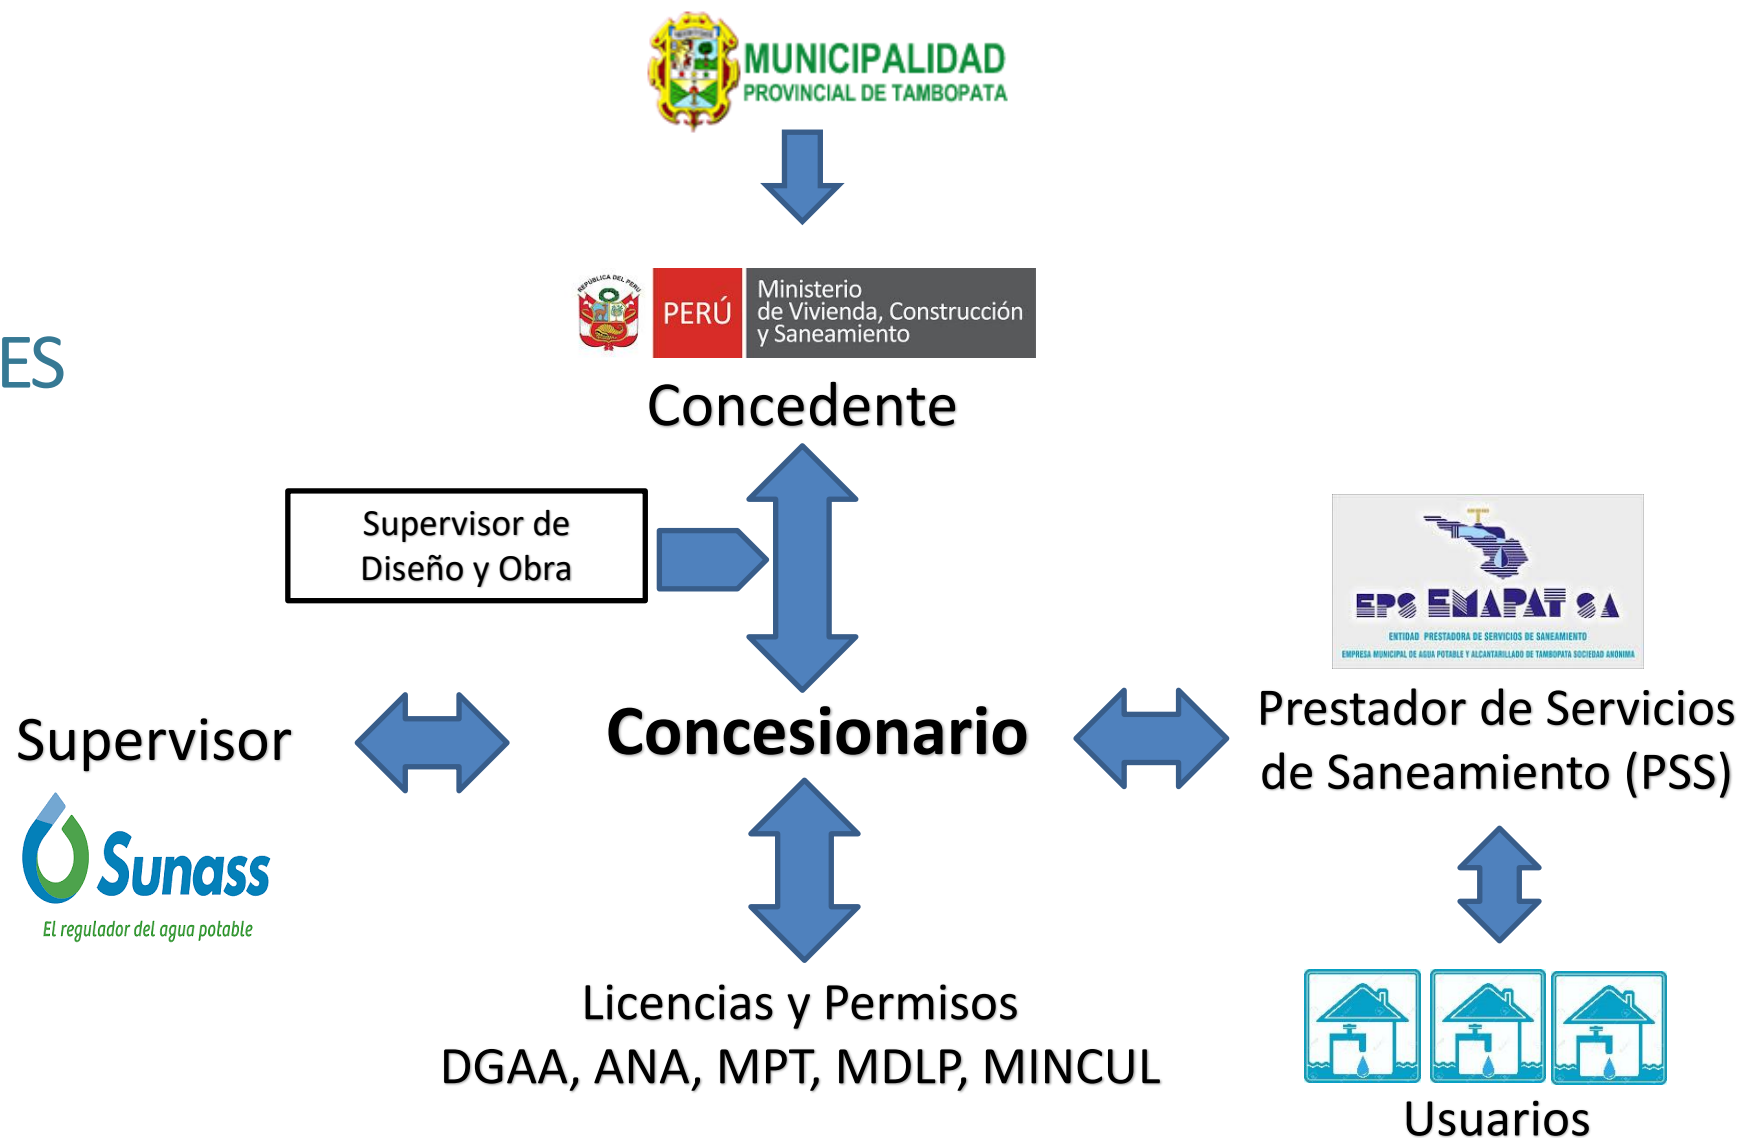 MUNICIPALIDAD
PROVINCIAL DE TAMBOPATA
REPÚBLICA DEL PERÚ
PERÚ
Ministerio
de Vivienda, Construcción
y Saneamiento
ES
Concedente
Supervisor de
Diseño y Obra
EPS EMAPAT SA
ENTIDAD PRESTADORA DE SERVICIOS DE SANEAMIENTO
EMPRESA MUNICIPAL DE AGUA POTABLE Y ALCANTARILLADO DE TAMBOPATA SOCIEDAD ANONIMA
Supervisor
Concesionario
Prestador de Servicios
de Saneamiento (PSS)
Sunass
El regulador del agua potable
Licencias y Permisos
DGAA, ANA, MPT, MDLP, MINCUL
Usuarios